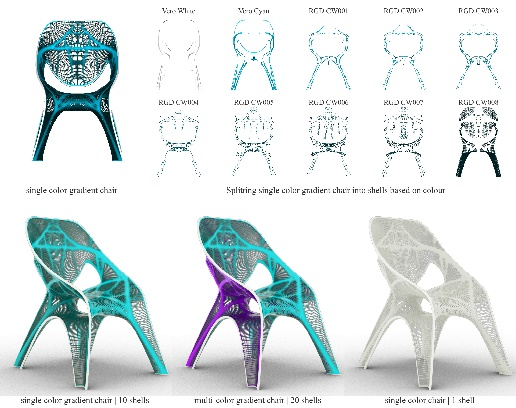 Vero White
Vero Cyan
RGD CW001
RGD CW002
RGD CW003
RGD CW004
RGD CW005
RGD CW006
RGD CW007
RGD CW008
single color gradient chair
Splitting single color gradient chair into shells based on colour
single color gradient chair | 10 shells
multi-color gradient chair | 20 shells
single color chair | 1 shell